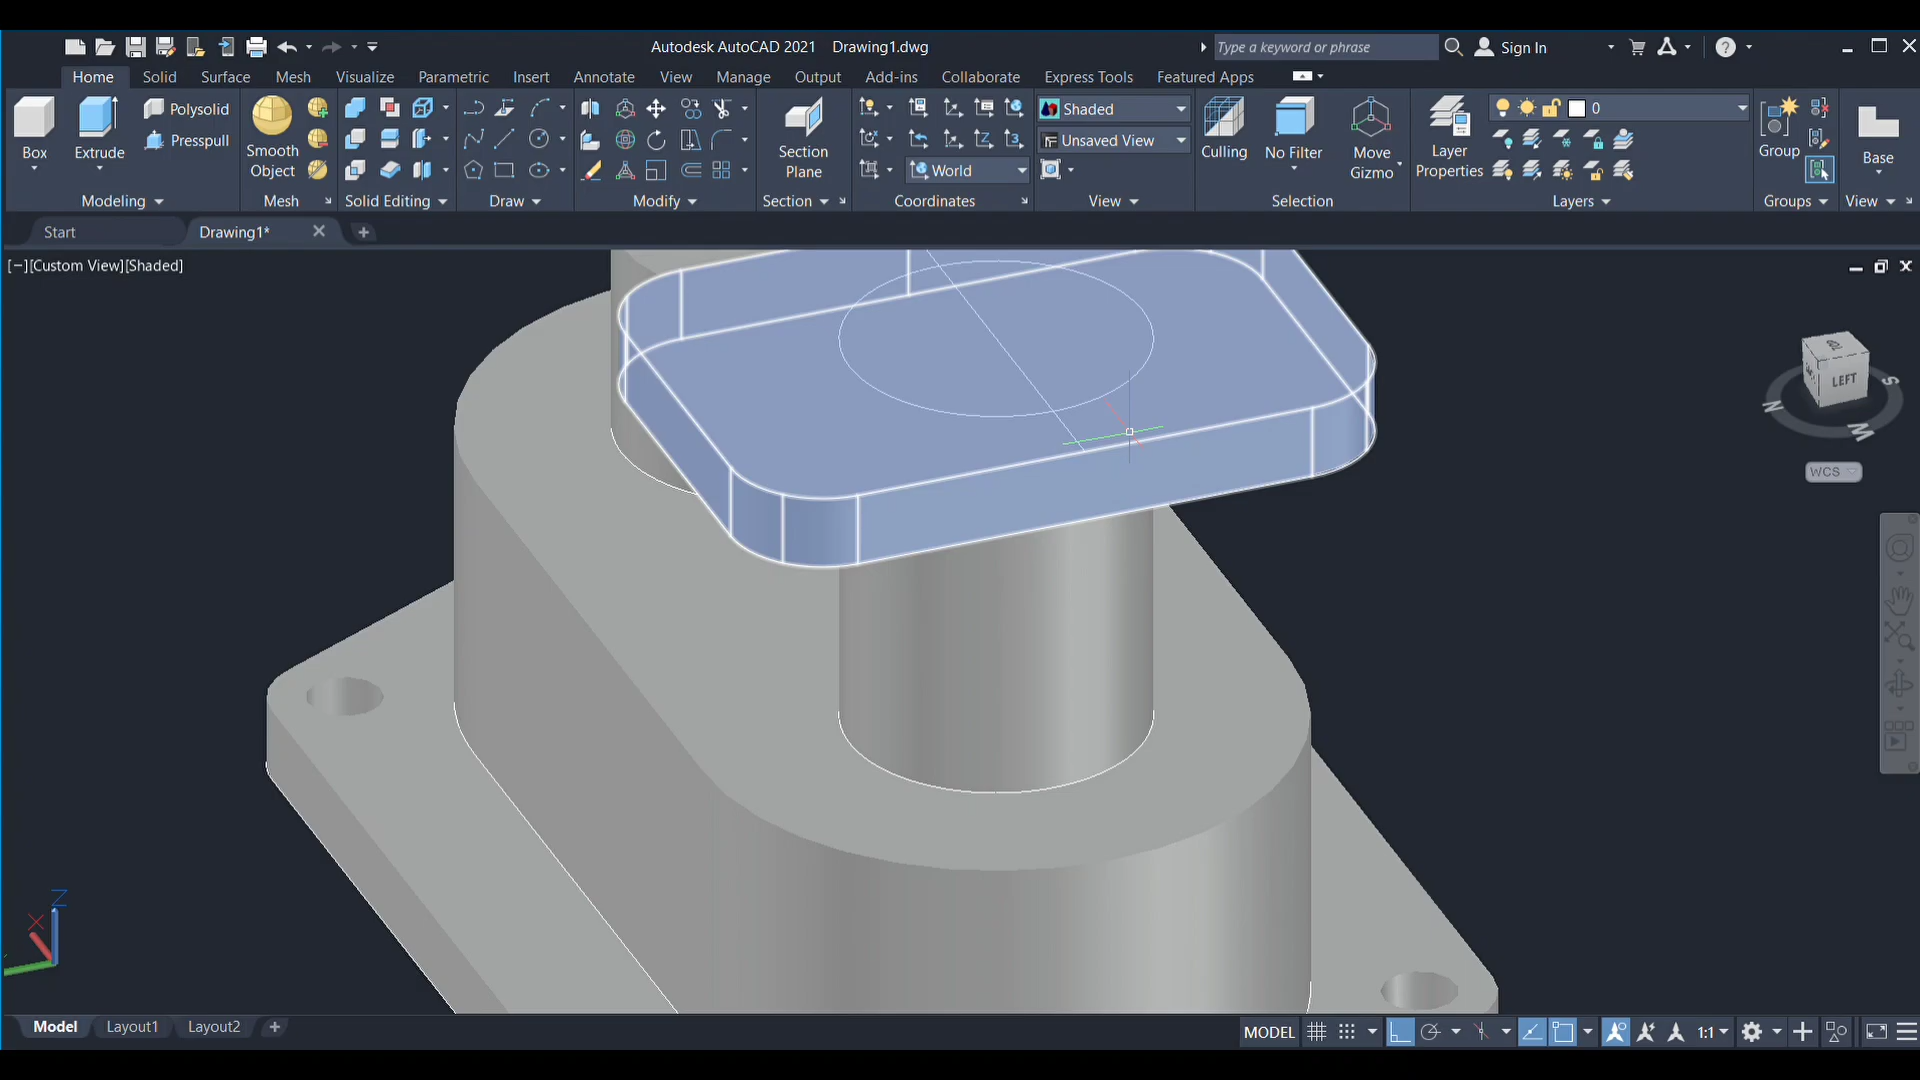 Autodesk AutoCAD 2021 Drawing1.dwg
Type a keyword or phrase
Sign In
Home Solid Surface Mesh Visualize Parametric Insert Annotate View Manage Output Add-ins Collaborate Express Tools Featured Apps
Box
Extrude
Polysolid
Presspull
Smooth
Object
Section
Plane
World
Shaded
Unsaved View
Culling
No Filter
Move
Gizmo
Layer
Properties
0
Group
Base
Modeling Mesh Solid Editing Draw Modify Section Coordinates View Selection Layers Groups View
Start Drawing1*
[−][Custom View][Shaded]
TOP
LEFT
N
S
W
WCS
Z
X
Model Layout1 Layout2
MODEL 1:1